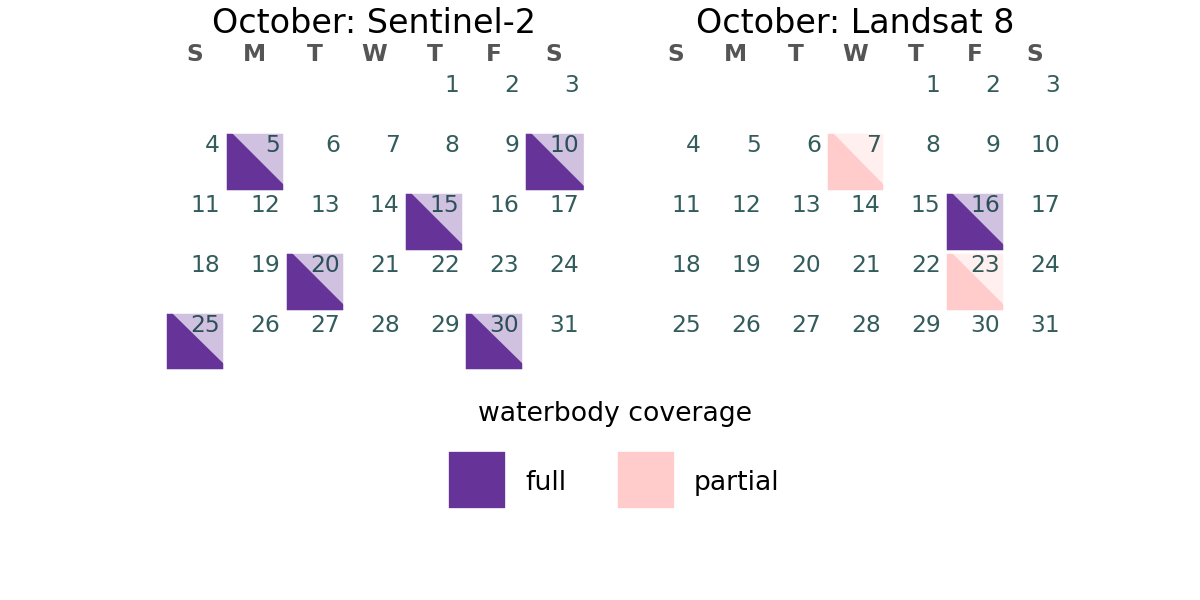 October: Sentinel-2
S M T W T F S
1 2 3
4 5 6 7 8 9 10
11 12 13 14 15 16 17
18 19 20 21 22 23 24
25 26 27 28 29 30 31
October: Landsat 8
S M T W T F S
1 2 3
4 5 6 7 8 9 10
11 12 13 14 15 16 17
18 19 20 21 22 23 24
25 26 27 28 29 30 31
waterbody coverage
full
partial